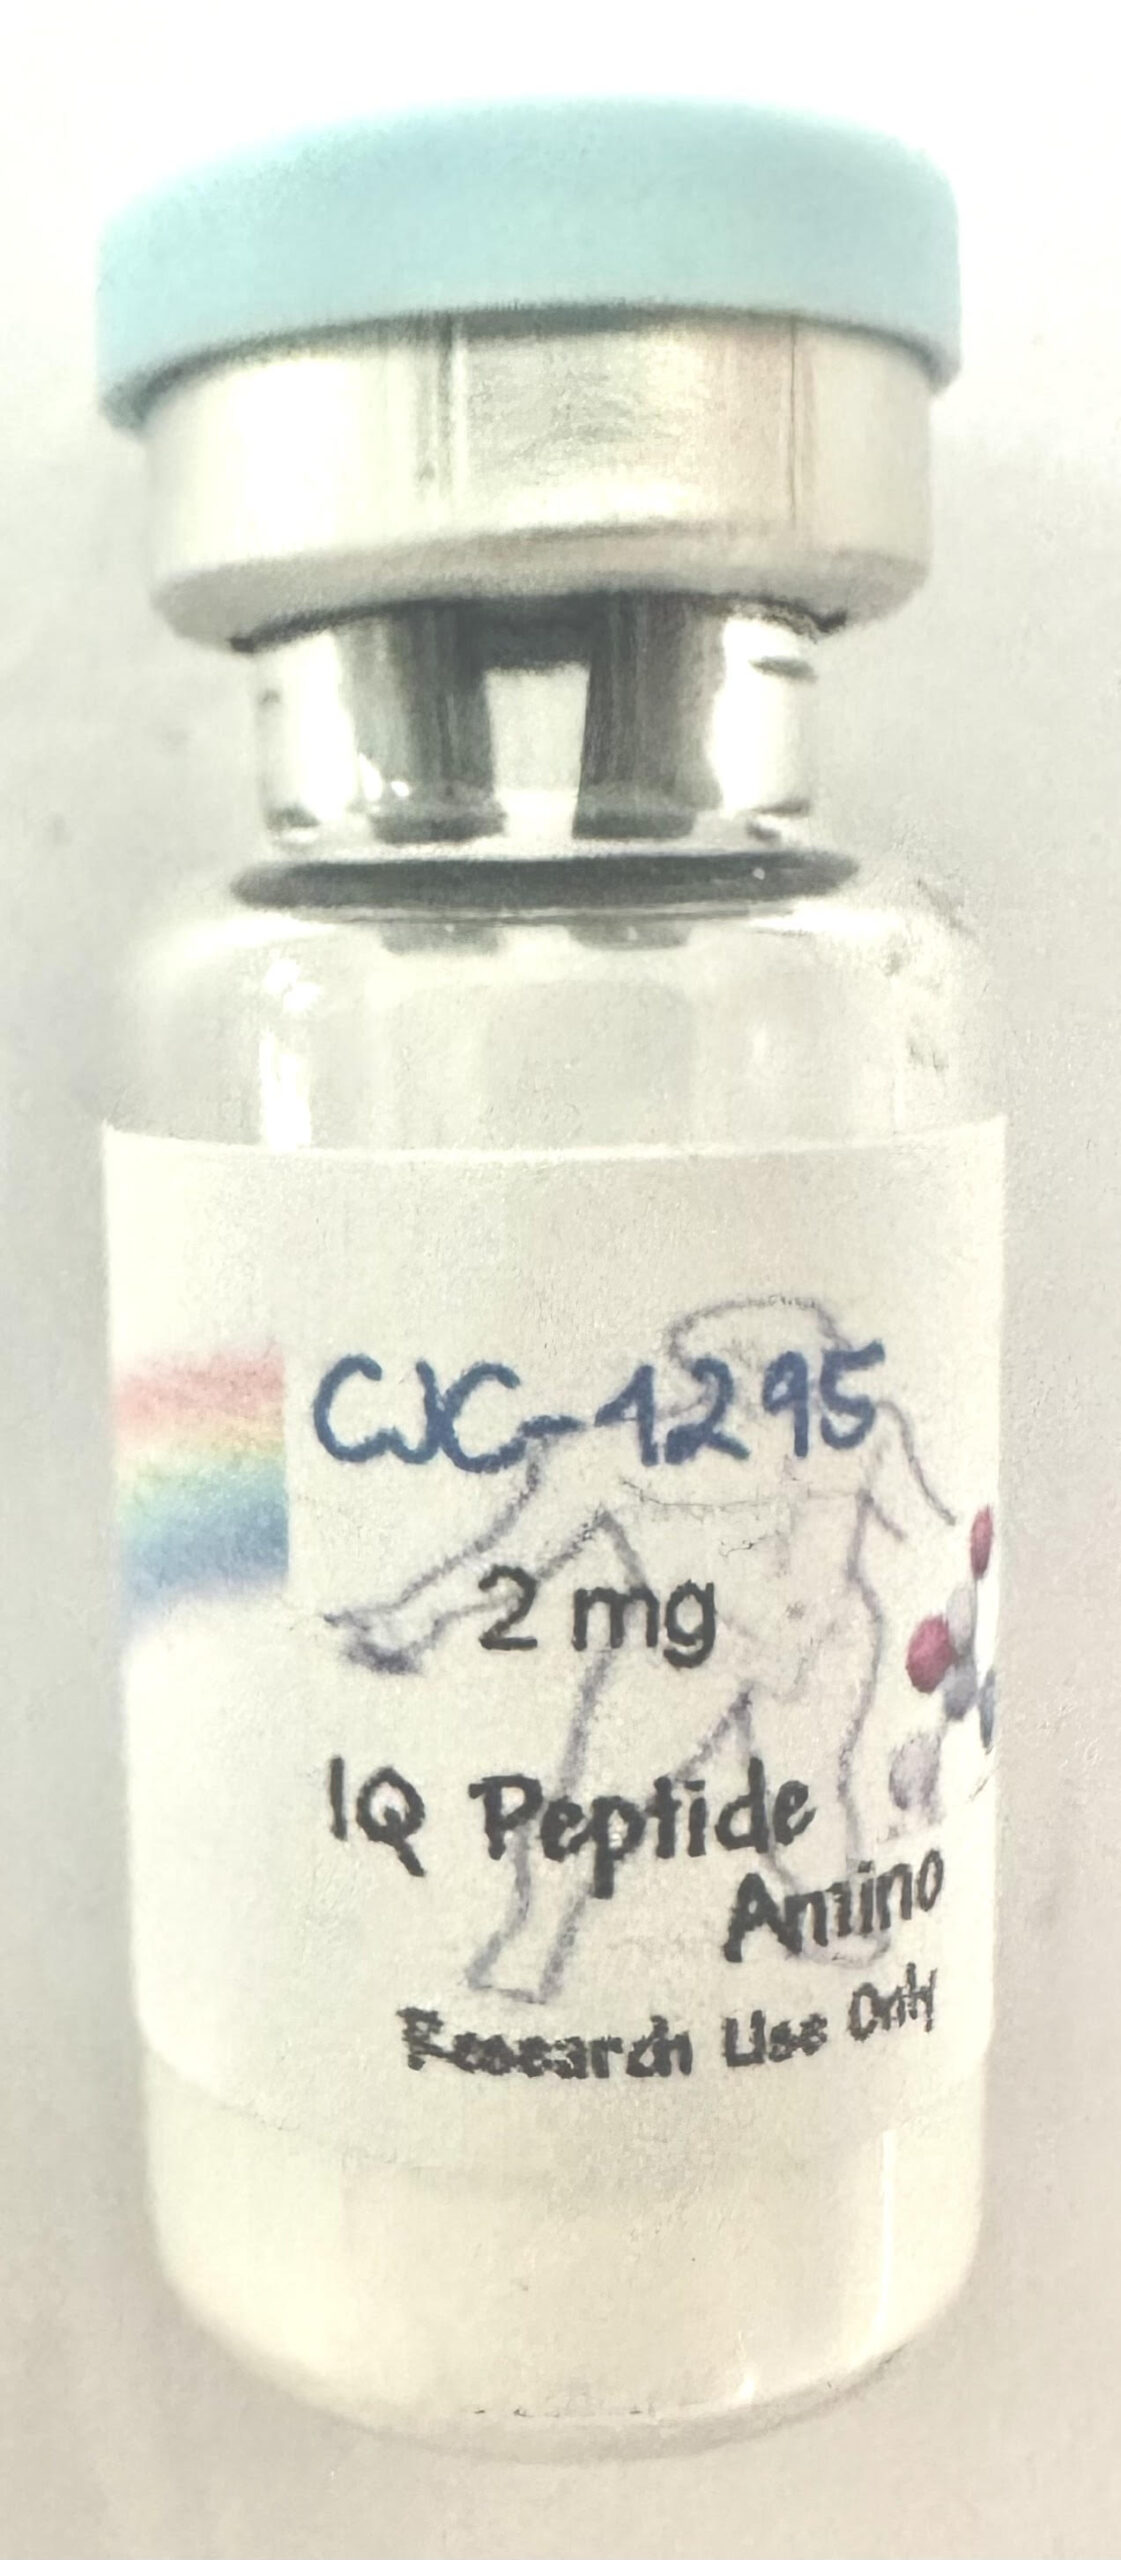 CJC-1295
2 mg
IQ Peptide
Amino
Research Use Only